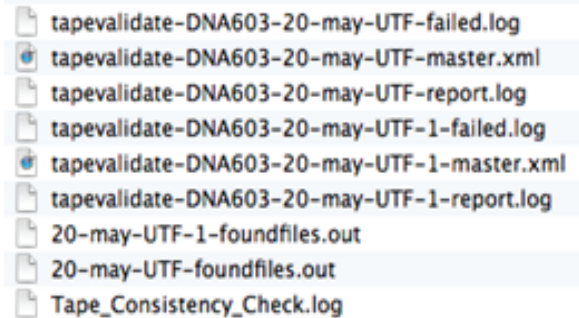 tapevalidate-DNA603-20-may-UTF-failed.log
tapevalidate-DNA603-20-may-UTF-master.xml
tapevalidate-DNA603-20-may-UTF-report.log
tapevalidate-DNA603-20-may-UTF-1-failed.log
tapevalidate-DNA603-20-may-UTF-1-master.xml
tapevalidate-DNA603-20-may-UTF-1-report.log
20-may-UTF-1-foundfiles.out
20-may-UTF-foundfiles.out
Tape_Consistency_Check.log